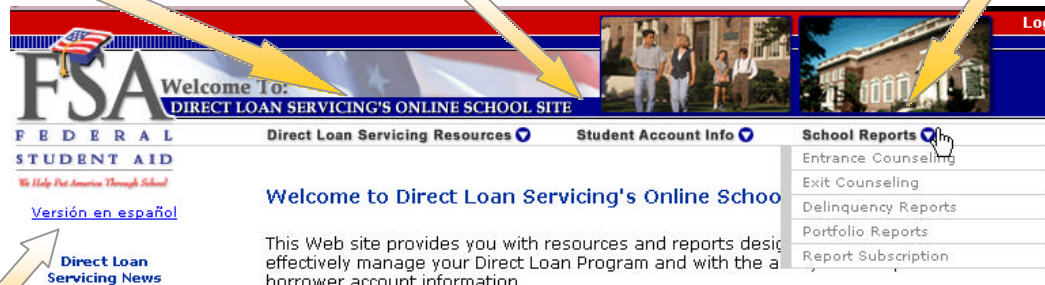 Log
FSA
Welcome To:
DIRECT LOAN SERVICING'S ONLINE SCHOOL SITE
FEDERAL
STUDENT AID
We Help Put America Through School
Direct Loan Servicing Resources
Student Account Info
School Reports
Entrance Counseling
Exit Counseling
Delinquency Reports
Portfolio Reports
Report Subscription
Versión en español
Direct Loan
Servicing News
Welcome to Direct Loan Servicing's Online Schoo
This Web site provides you with resources and reports desig
effectively manage your Direct Loan Program and with the a
borrower account information